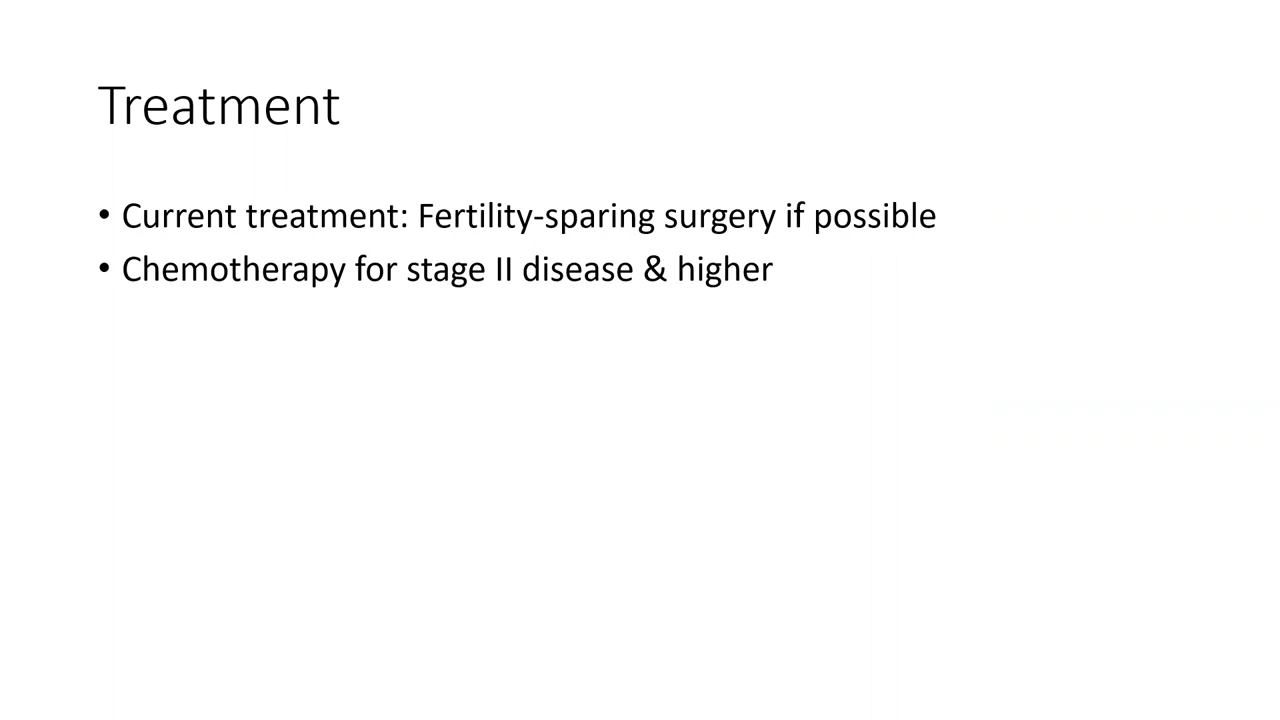 Treatment
• Current treatment: Fertility-sparing surgery if possible
• Chemotherapy for stage II disease & higher